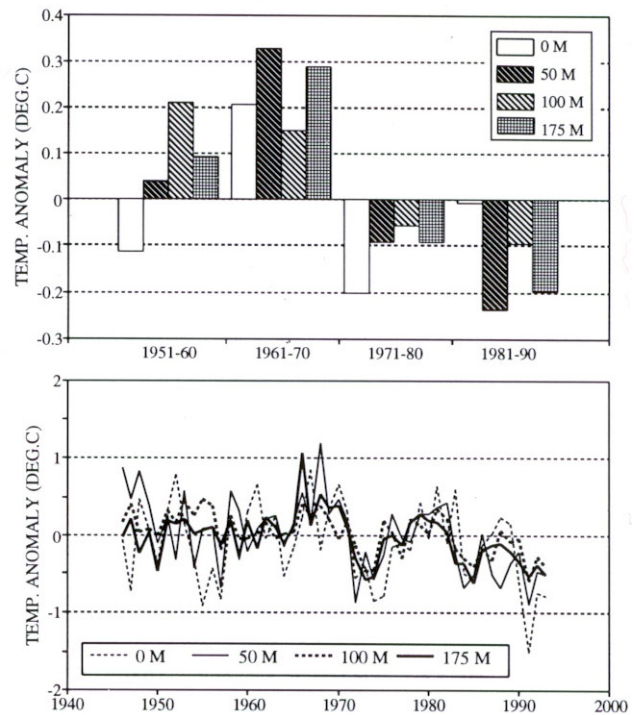 TEMP. ANOMALY (DEG.C)
0.4
0.3
0.2
0.1
0
-0.1
-0.2
-0.3
0 M
50 M
100 M
175 M
1951-60
1961-70
1971-80
1981-90
TEMP. ANOMALY (DEG.C)
2
1
0
-1
-2
0 M
50 M
100 M
175 M
1940
1950
1960
1970
1980
1990
2000